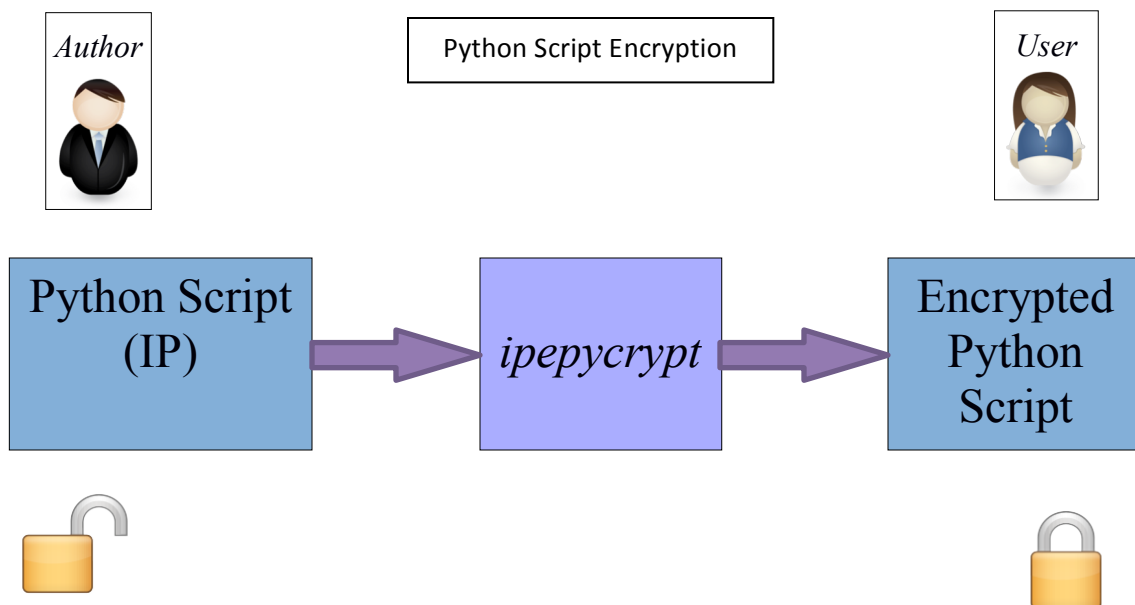 Author
Python Script Encryption
User
Python Script
(IP)
ipepycrypt
Encrypted
Python
Script